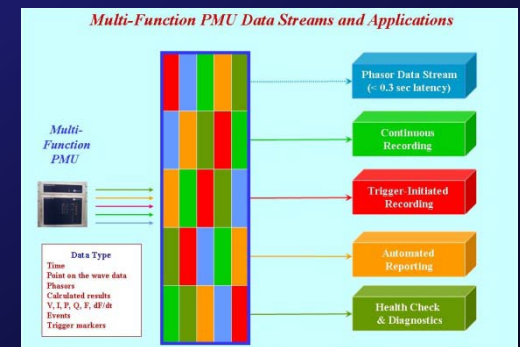 Multi-Function PMU Data Streams and Applications
Multi-
Function
PMU
Data Type
Time
Point on the wave data
Phasors
Calculated results
V, I, P, Q, F, dF/dt
Events
Trigger markers
Phasor Data Stream
(< 0.3 sec latency)
Continuous
Recording
Trigger-Initiated
Recording
Automated
Reporting
Health Check
& Diagnostics